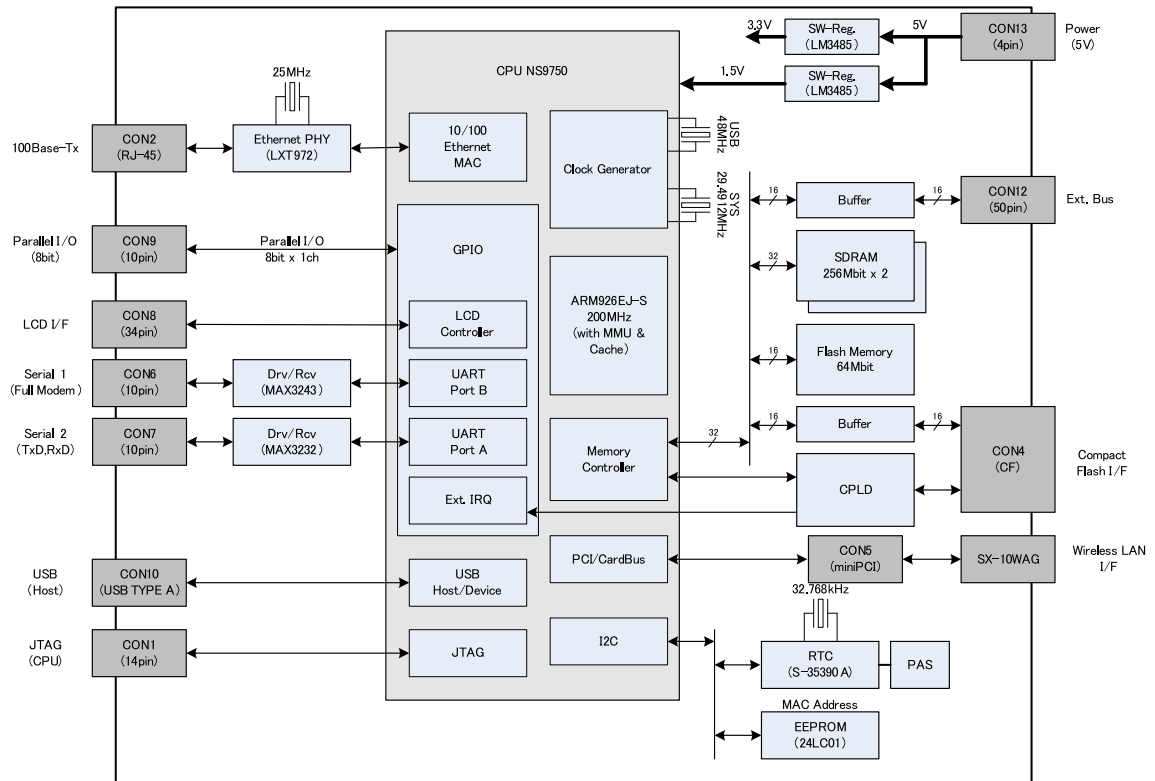 CPU NS9750
3.3V
SW-Reg.
(LM3485)
5V
CON13
(4pin)
Power
(5V)
1.5V
SW-Reg.
(LM3485)
25MHz
100Base-Tx
CON2
(RJ-45)
Ethernet PHY
(LXT972)
10/100
Ethernet
MAC
Clock Generator
USB
48MHz
SYS
29.4912MHz
16
Buffer
16
CON12
(50pin)
Ext. Bus
Parallel I/O
(8bit)
CON9
(10pin)
Parallel I/O
8bit x 1ch
GPIO
32
SDRAM
256Mbit x 2
ARM926EJ-S
200MHz
(with MMU &
Cache)
LCD I/F
CON8
(34pin)
LCD
Controller
16
Flash Memory
64Mbit
Serial 1
(Full Modem)
CON6
(10pin)
Drv/Rcv
(MAX3243)
UART
Port B
Serial 2
(TxD,RxD)
CON7
(10pin)
Drv/Rcv
(MAX3232)
UART
Port A
Memory
Controller
32
16
Buffer
16
CON4
(CF)
Compact
Flash I/F
CPLD
Ext. IRQ
PCI/CardBus
CON5
(miniPCI)
SX-10WAG
Wireless LAN
I/F
USB
(Host)
CON10
(USB TYPE A)
USB
Host/Device
32.768kHz
JTAG
(CPU)
CON1
(14pin)
JTAG
I2C
RTC
(S-35390A)
PAS
MAC Address
EEPROM
(24LC01)